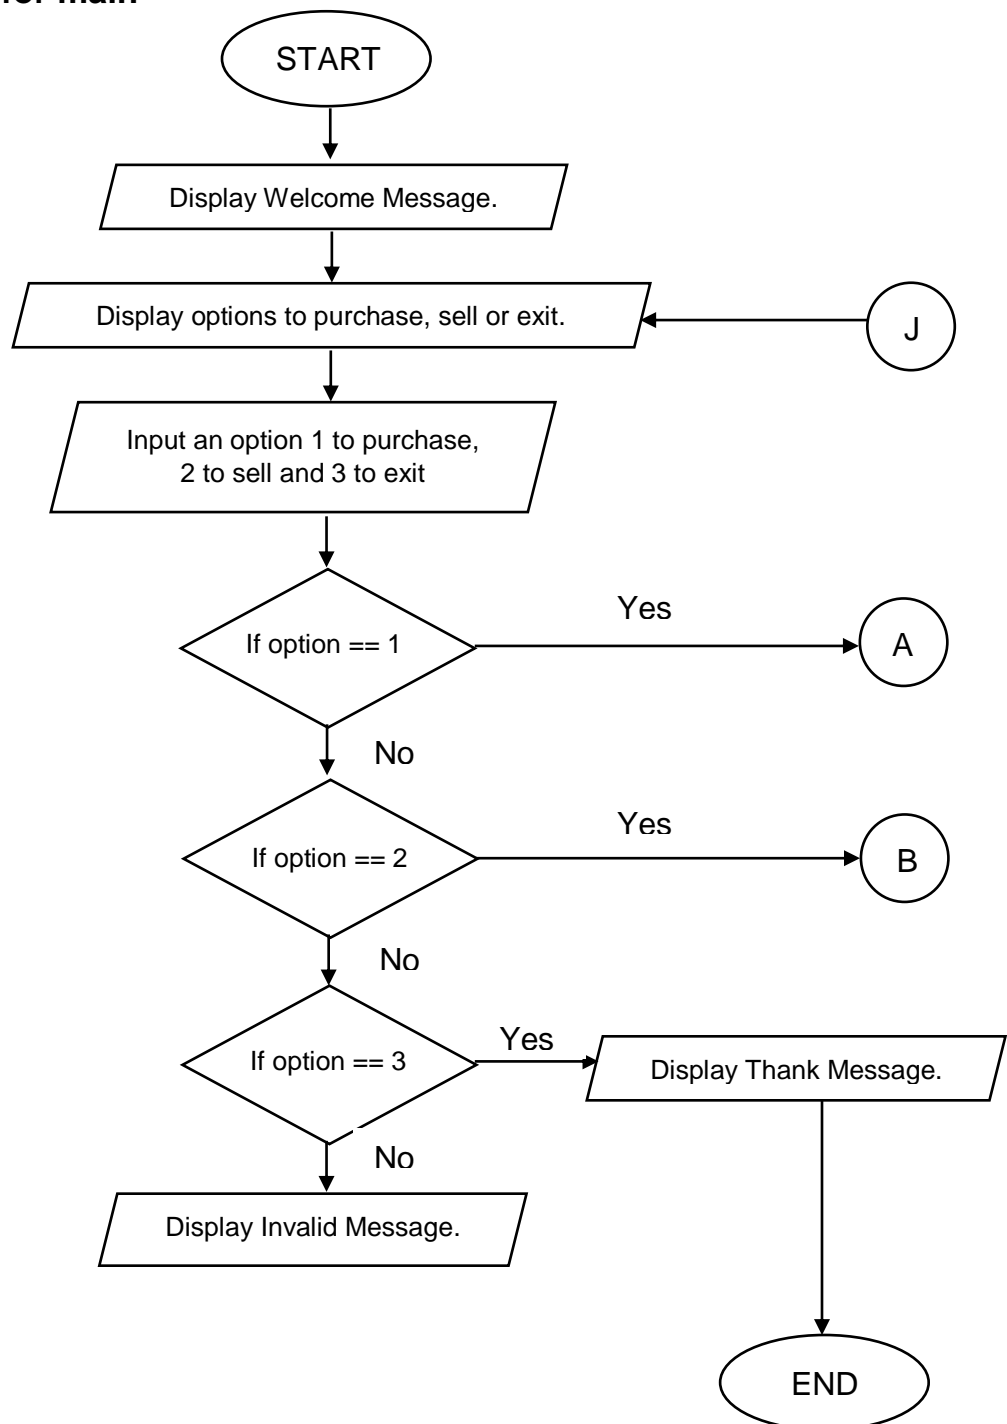 for main
START
Display Welcome Message.
Display options to purchase, sell or exit.
J
Input an option 1 to purchase,
2 to sell and 3 to exit
If option == 1
Yes
A
No
If option == 2
Yes
B
No
If option == 3
Yes
Display Thank Message.
No
Display Invalid Message.
END